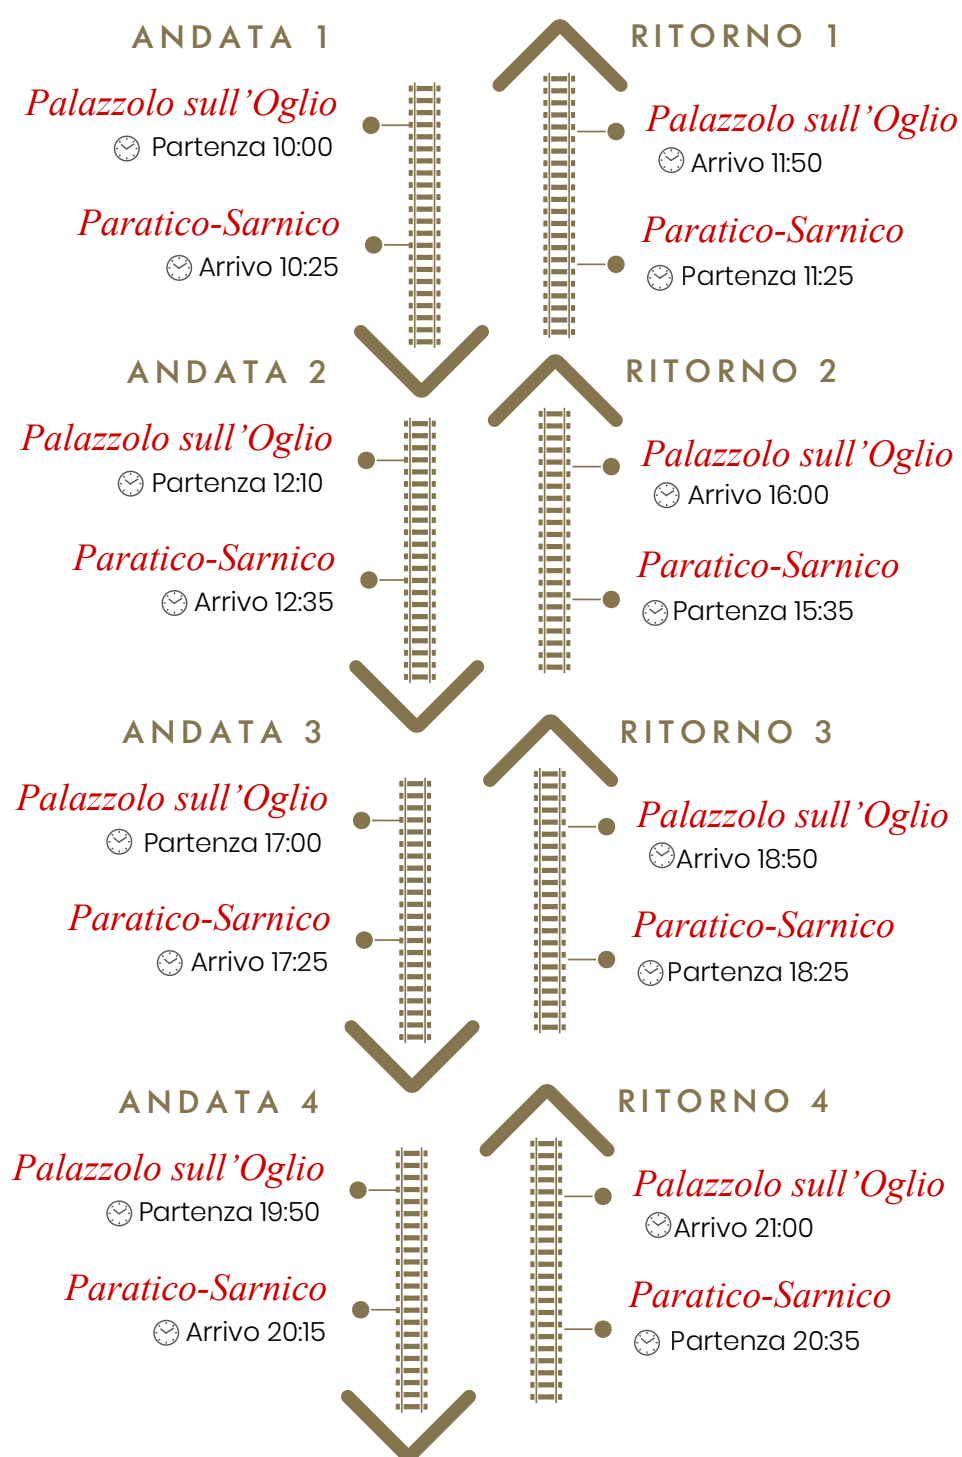 ANDATA 1
Palazzolo sull’Oglio
Partenza 10:00
Paratico-Sarnico
Arrivo 10:25
RITORNO 1
Palazzolo sull’Oglio
Arrivo 11:50
Paratico-Sarnico
Partenza 11:25
ANDATA 2
Palazzolo sull’Oglio
Partenza 12:10
Paratico-Sarnico
Arrivo 12:35
RITORNO 2
Palazzolo sull’Oglio
Arrivo 16:00
Paratico-Sarnico
Partenza 15:35
ANDATA 3
Palazzolo sull’Oglio
Partenza 17:00
Paratico-Sarnico
Arrivo 17:25
RITORNO 3
Palazzolo sull’Oglio
Arrivo 18:50
Paratico-Sarnico
Partenza 18:25
ANDATA 4
Palazzolo sull’Oglio
Partenza 19:50
Paratico-Sarnico
Arrivo 20:15
RITORNO 4
Palazzolo sull’Oglio
Arrivo 21:00
Paratico-Sarnico
Partenza 20:35